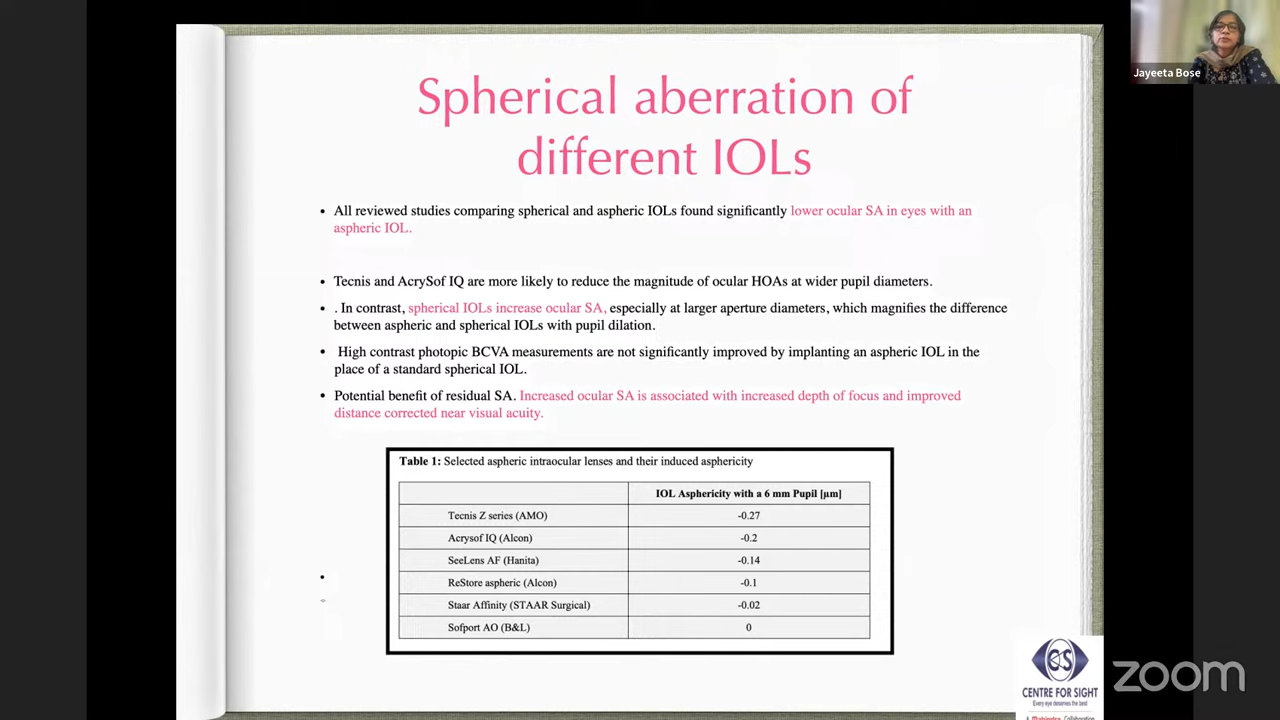 Jayeeta Bose
Spherical aberration of
different IOLs
• All reviewed studies comparing spherical and aspheric IOLs found significantly lower ocular SA in eyes with an
aspheric IOL.
• Tecnis and AcrySof IQ are more likely to reduce the magnitude of ocular HOAs at wider pupil diameters.
• . In contrast, spherical IOLs increase ocular SA, especially at larger aperture diameters, which magnifies the difference
between aspheric and spherical IOLs with pupil dilation.
• High contrast photopic BCVA measurements are not significantly improved by implanting an aspheric IOL in the
place of a standard spherical IOL.
• Potential benefit of residual SA. Increased ocular SA is associated with increased depth of focus and improved
distance corrected near visual acuity.
Table 1: Selected aspheric intraocular lenses and their induced asphericity
IOL Asphericity with a 6 mm Pupil [µm]
Tecnis Z series (AMO) -0.27
Acrysof IQ (Alcon) -0.2
SeeLens AF (Hanita) -0.14
ReStore aspheric (Alcon) -0.1
Staar Affinity (STAAR Surgical) -0.02
Sofport AO (B&L) 0
•
CS
CENTRE FOR SIGHT
Every eye deserves the best
A Mahindra Collaboration
zoom